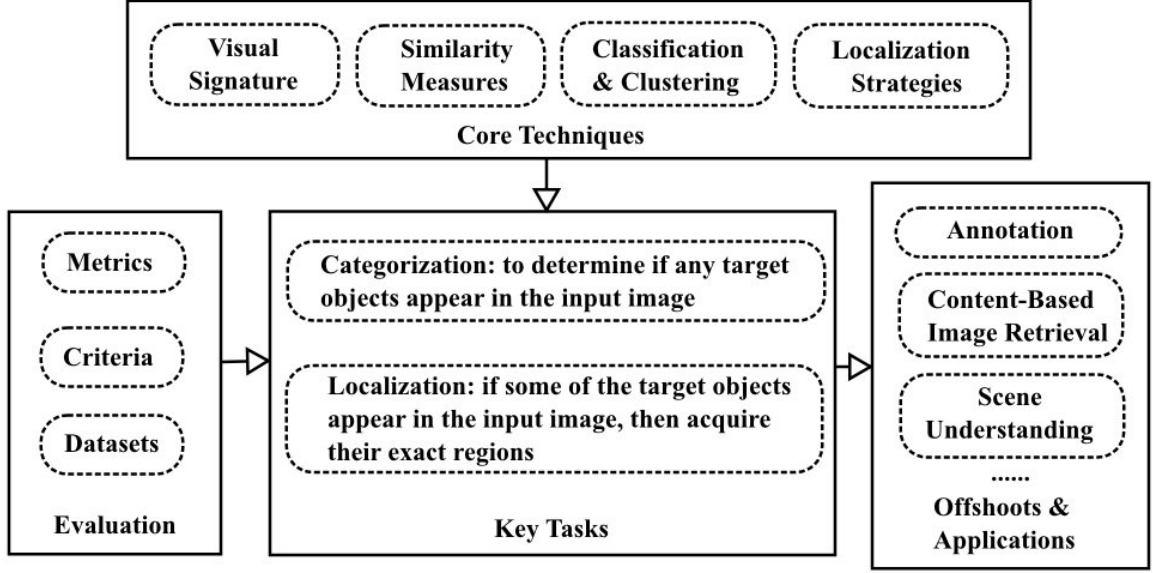 Visual
Signature
Similarity
Measures
Classification
& Clustering
Localization
Strategies
Core Techniques
Metrics
Criteria
Datasets
Evaluation
Categorization: to determine if any target
objects appear in the input image
Localization: if some of the target objects
appear in the input image, then acquire
their exact regions
Key Tasks
Annotation
Content-Based
Image Retrieval
Scene
Understanding
......
Offshoots &
Applications